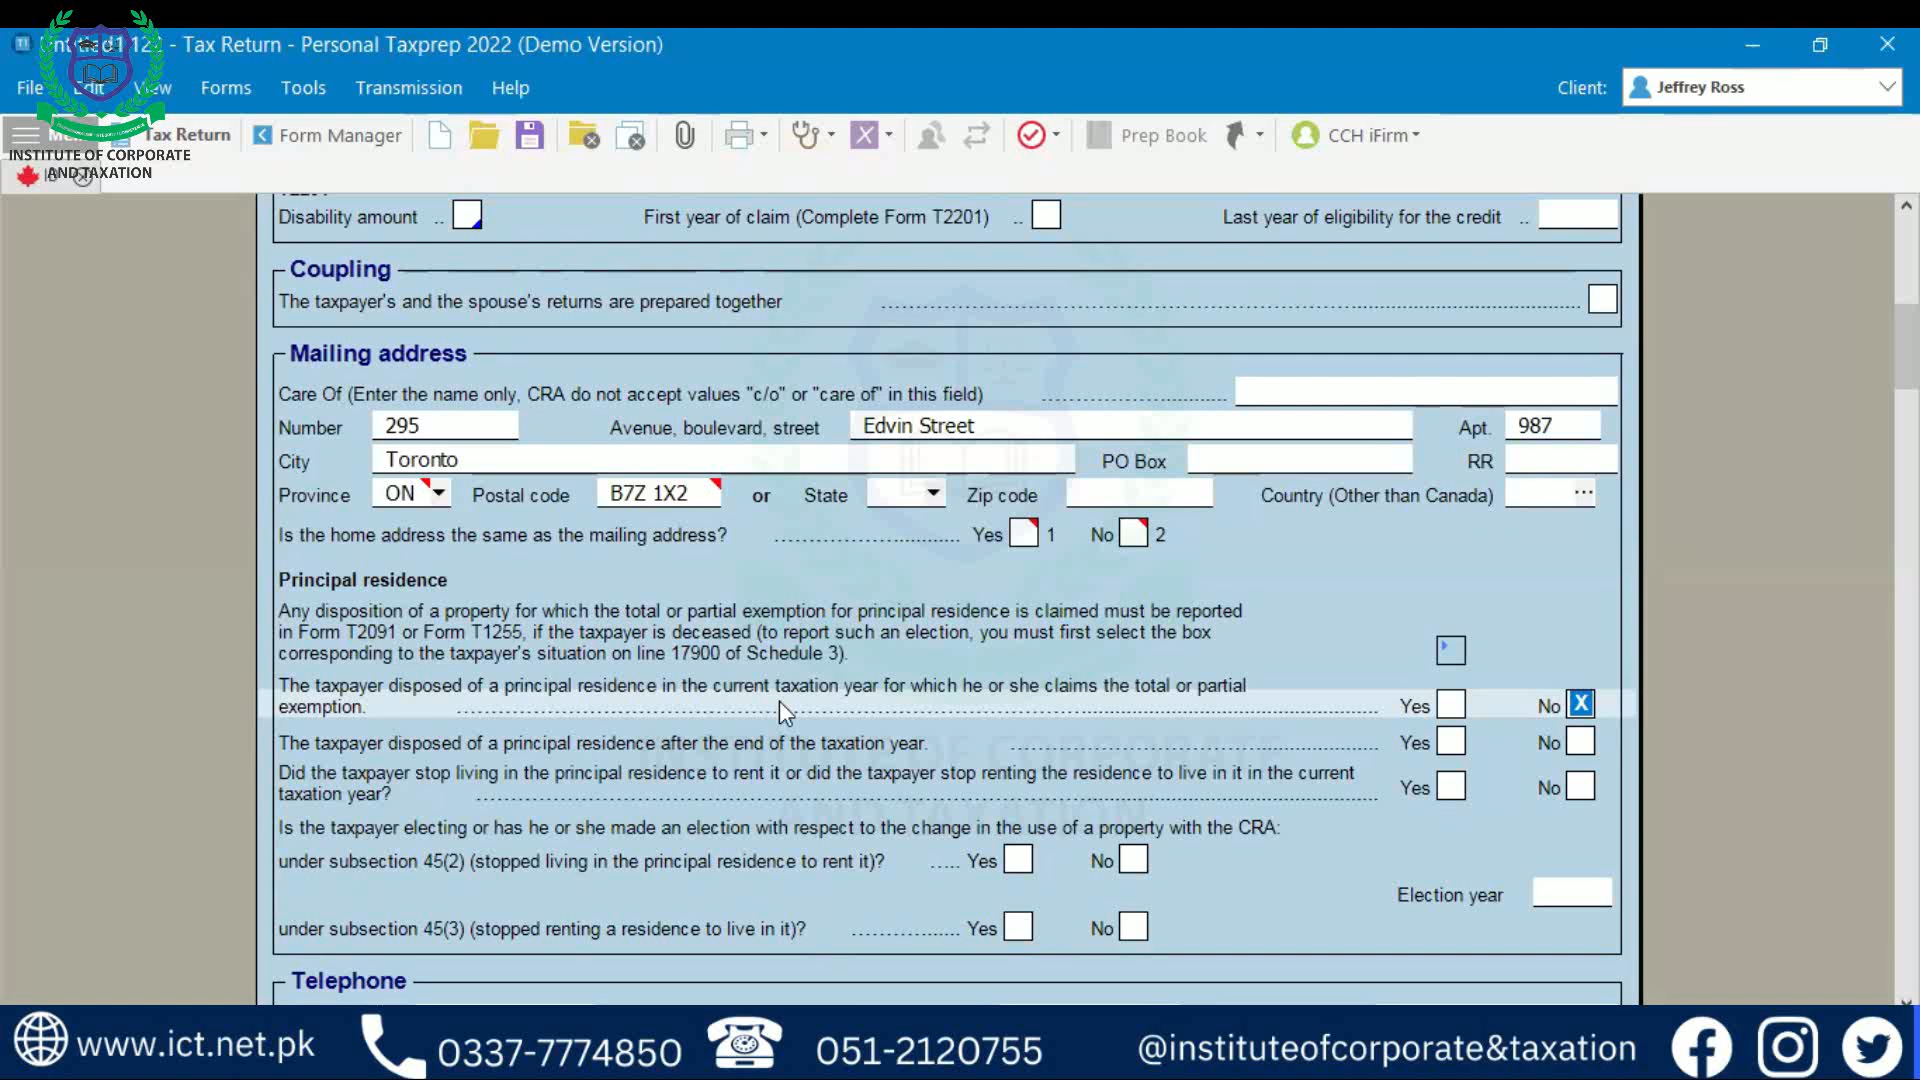 Untitled1 122 - Tax Return - Personal Taxprep 2022 (Demo Version)
File Edit View Forms Tools Transmission Help
Client: Jeffrey Ross
Tax Return Form Manager Prep Book CCH iFirm
INSTITUTE OF CORPORATE
AND TAXATION
Disability amount .. First year of claim (Complete Form T2201) .. Last year of eligibility for the credit ..
Coupling
The taxpayer's and the spouse's returns are prepared together
Mailing address
Care Of (Enter the name only, CRA do not accept values "c/o" or "care of" in this field)
Number 295 Avenue, boulevard, street Edvin Street Apt. 987
City Toronto PO Box RR
Province ON Postal code B7Z 1X2 or State Zip code Country (Other than Canada) ...
Is the home address the same as the mailing address? Yes 1 No 2
Principal residence
Any disposition of a property for which the total or partial exemption for principal residence is claimed must be reported
in Form T2091 or Form T1255, if the taxpayer is deceased (to report such an election, you must first select the box
corresponding to the taxpayer's situation on line 17900 of Schedule 3).
The taxpayer disposed of a principal residence in the current taxation year for which he or she claims the total or partial
exemption. Yes No X
The taxpayer disposed of a principal residence after the end of the taxation year. Yes No
Did the taxpayer stop living in the principal residence to rent it or did the taxpayer stop renting the residence to live in it in the current
taxation year? Yes No
Is the taxpayer electing or has he or she made an election with respect to the change in the use of a property with the CRA:
under subsection 45(2) (stopped living in the principal residence to rent it)? ..... Yes No
Election year
under subsection 45(3) (stopped renting a residence to live in it)? Yes No
Telephone
INSTITUTE OF CORPORATE
AND TAXATION
www.ict.net.pk 0337-7774850 051-2120755 @instituteofcorporate&taxation